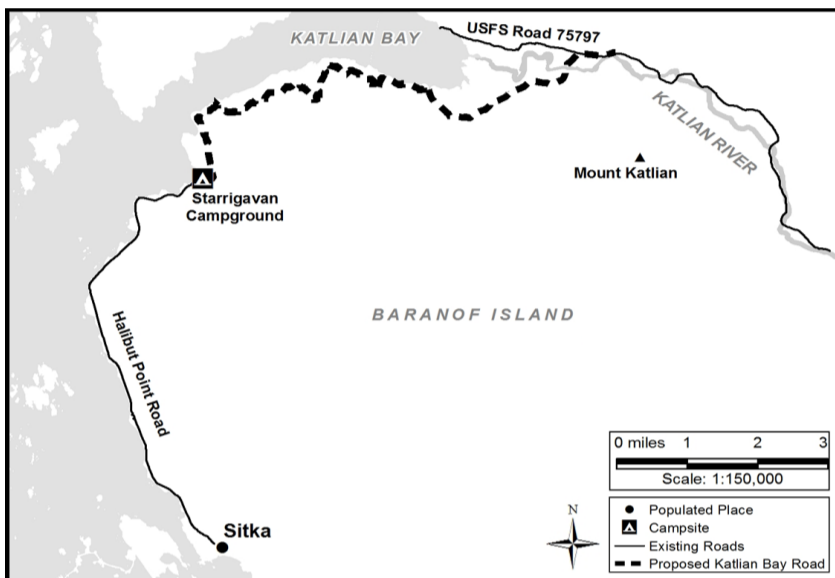 USFS Road 75797
KATLIAN BAY
KATLIAN RIVER
Mount Katlian
Starrigavan
Campground
BARANOF ISLAND
Halibut Point Road
Sitka
0 miles 1 2 3
Scale: 1:150,000
N
Populated Place
Campsite
Existing Roads
Proposed Katlian Bay Road